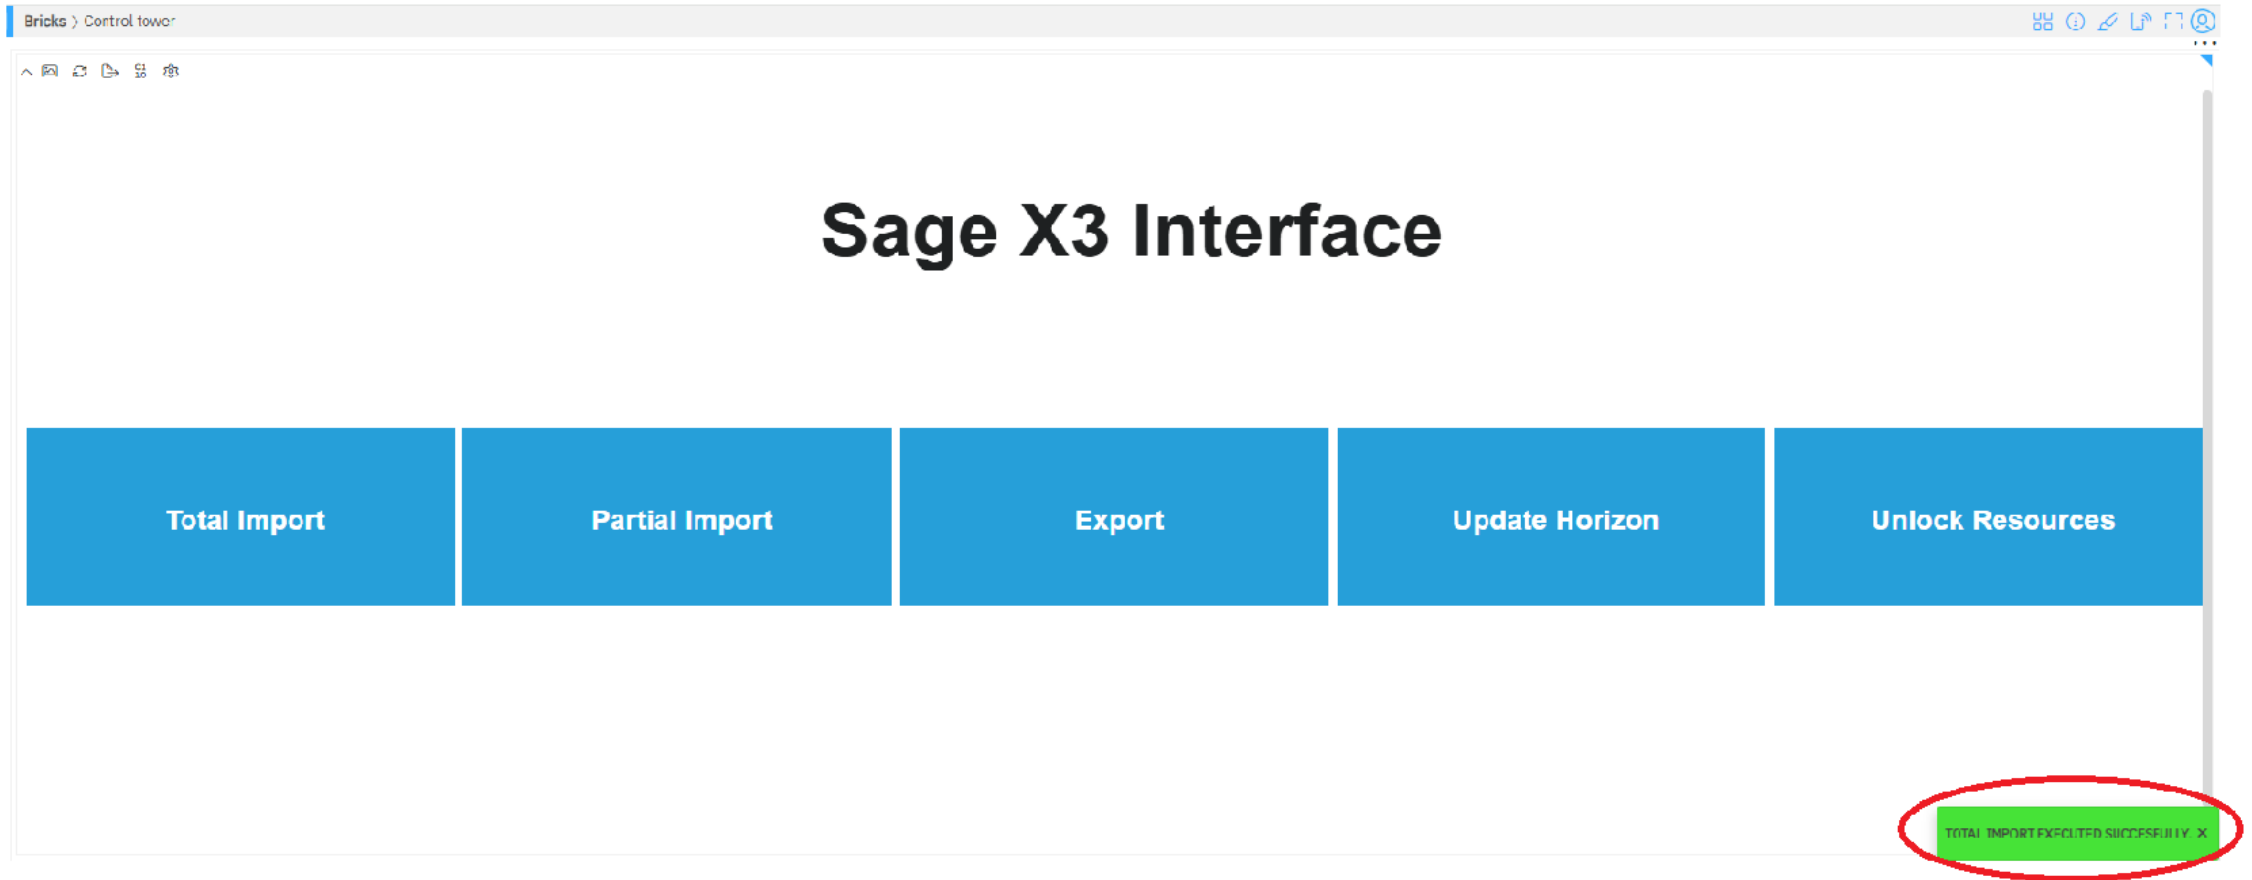 Bricks > Control tower
Sage X3 Interface
Total Import
Partial Import
Export
Update Horizon
Unlock Resources
TOTAL IMPORT EXECUTED SUCCESFULLY. X